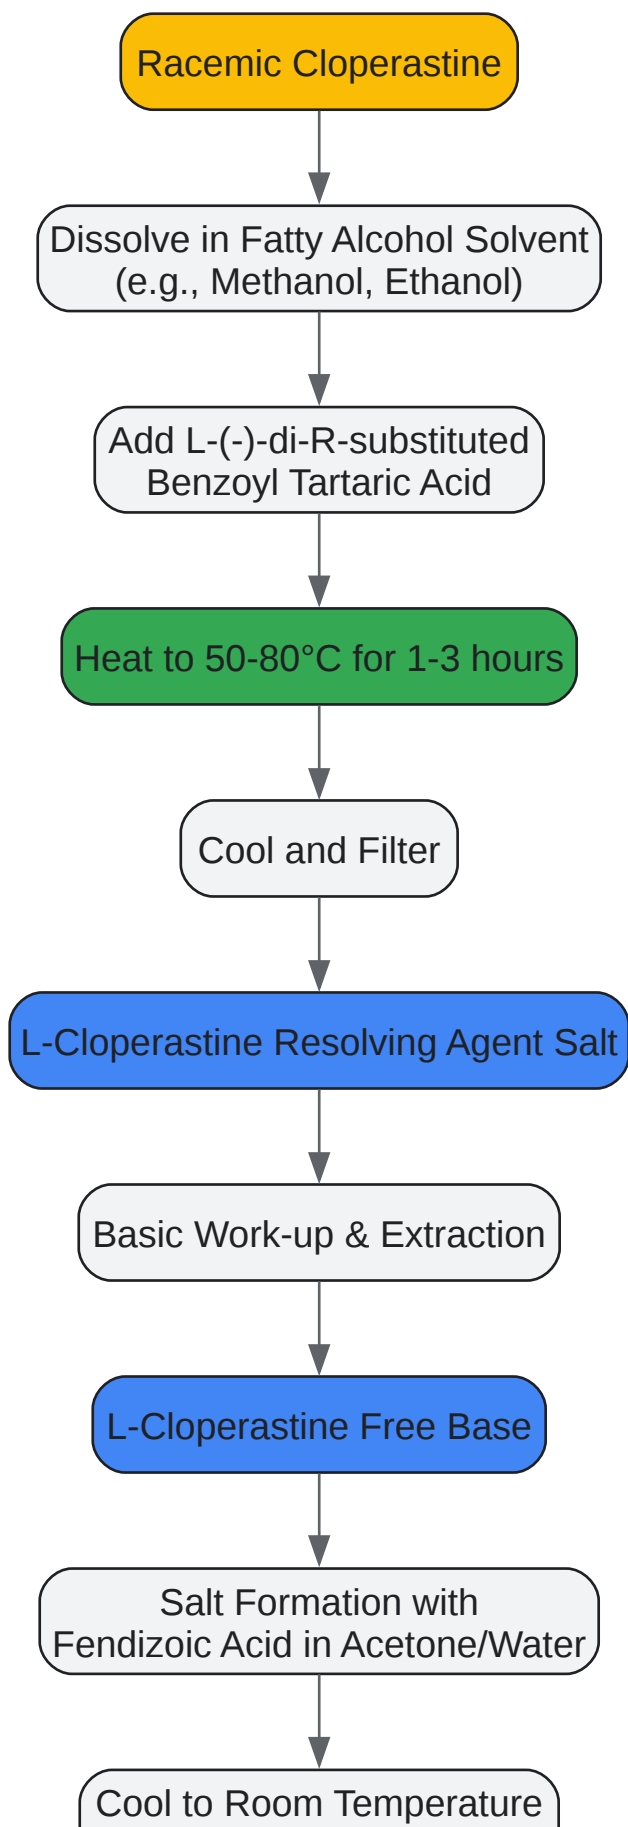 Racemic Cloperastine
Dissolve in Fatty Alcohol Solvent
(e.g., Methanol, Ethanol)
Add L-(-)-di-R-substituted
Benzoyl Tartaric Acid
Heat to 50-80°C for 1-3 hours
Cool and Filter
L-Cloperastine Resolving Agent Salt
Basic Work-up & Extraction
L-Cloperastine Free Base
Salt Formation with
Fendizoic Acid in Acetone/Water
Cool to Room Temperature